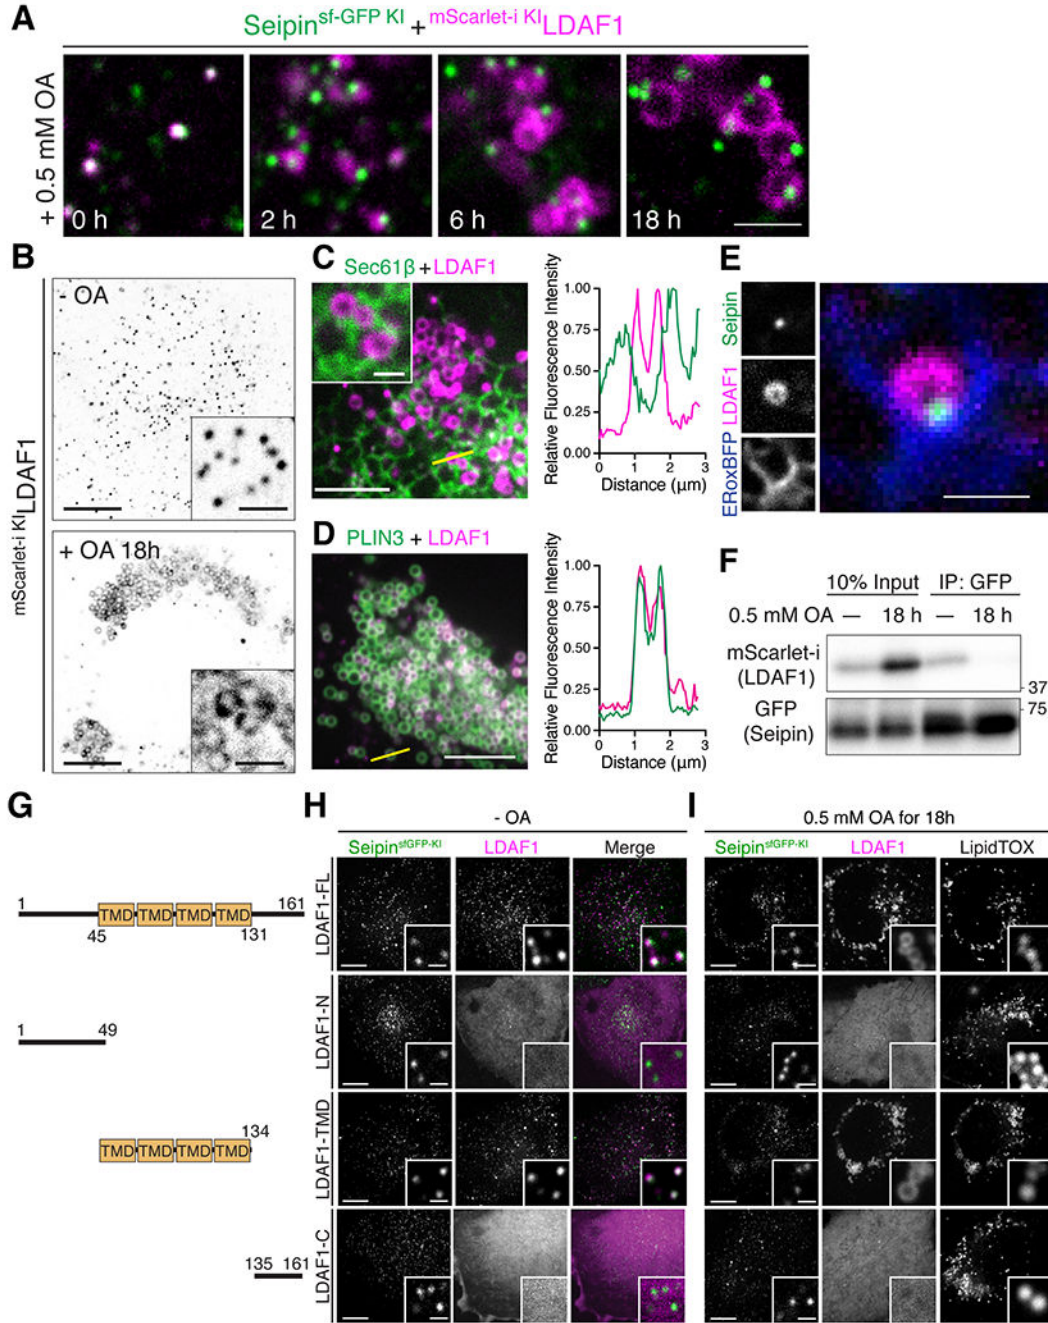 A
Seipin^sf-GFP KI + ^mScarlet-i KI LDAF1
+ 0.5 mM OA
0 h
2 h
6 h
18 h
B
mScarlet-i KI LDAF1
- OA
+ OA 18h
C
Sec61β + LDAF1
Relative Fluorescence Intensity
1.00
0.75
0.50
0.25
0.00
0 1 2 3
Distance (μm)
D
PLIN3 + LDAF1
Relative Fluorescence Intensity
1.00
0.75
0.50
0.25
0.00
0 1 2 3
Distance (μm)
E
Seipin
LDAF1
ERoxBFP
F
10% Input IP: GFP
0.5 mM OA — 18 h — 18 h
mScarlet-i
(LDAF1)
37
75
GFP
(Seipin)
G
1 161
TMD TMD TMD TMD
45 131
1 49
134
TMD TMD TMD TMD
135 161
H
- OA
Seipin^sfGFP-KI LDAF1 Merge
LDAF1-FL
LDAF1-N
LDAF1-TMD
LDAF1-C
I
0.5 mM OA for 18h
Seipin^sfGFP-KI LDAF1 LipidTOX